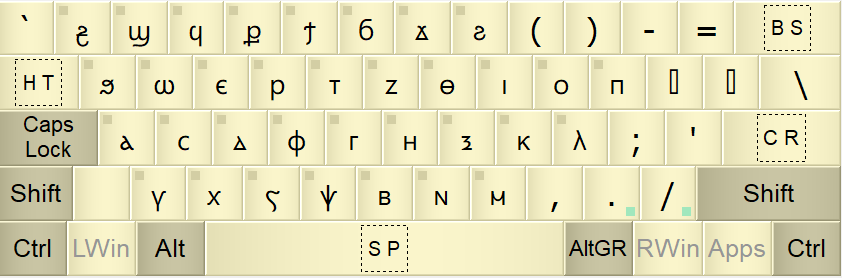 ` ⳉ ϣ ϥ ⳁ ϯ ϭ ϫ ϩ ( ) - = BS
HT ϧ ⲱ ⲉ ⲣ ⲧ ⲍ ⲑ ⲓ ⲟ ⲡ \
Caps Lock ⲁ ⲥ ⲇ ⲫ ⲅ ⲏ ⲝ ⲕ ⲗ ; ' CR
Shift ⲩ ⲭ ⲋ ⲯ ⲃ ⲛ ⲙ , . / Shift
Ctrl LWin Alt SP AltGR RWin Apps Ctrl